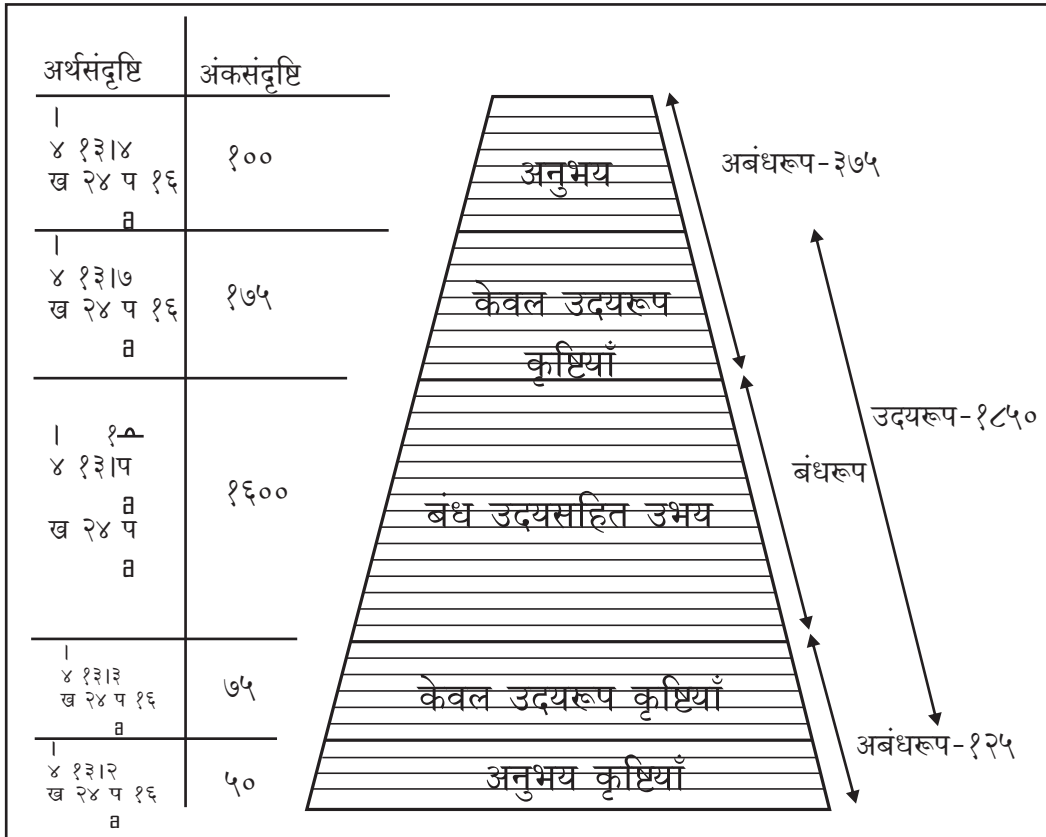 अर्थसंदृष्टि अंकसंदृष्टि
।
४ १३।४
ख २४ प १६
a
१००
अनुभय
अबंधरूप-३७५
।
४ १३।७
ख २४ प १६
a
१७५
केवल उदयरूप
कृष्टियाँ
उदयरूप-१८५०
। १
४ १३।प
a
ख २४ प
a
१६००
बंध उदयसहित उभय
बंधरूप
।
४ १३।३
ख २४ प १६
a
७५
केवल उदयरूप कृष्टियाँ
अबंधरूप-१२५
।
४ १३।२
ख २४ प १६
a
५०
अनुभय कृष्टियाँ